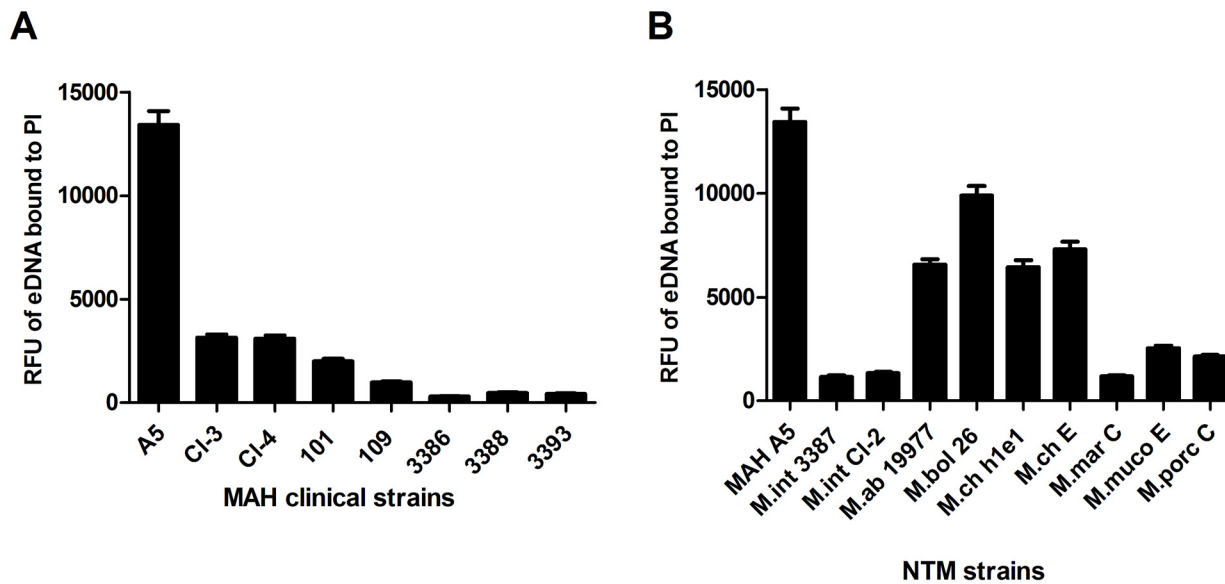 A
RFU of eDNA bound to PI
15000
10000
5000
0
A5
CI-3
CI-4
101
109
3386
3388
3393
MAH clinical strains
B
RFU of eDNA bound to PI
15000
10000
5000
0
MAH A5
M.int 3387
M.int CI-2
M.ab 19977
M.bol 26
M.ch h1e1
M.ch E
M.mar C
M.muco E
M.porc C
NTM strains